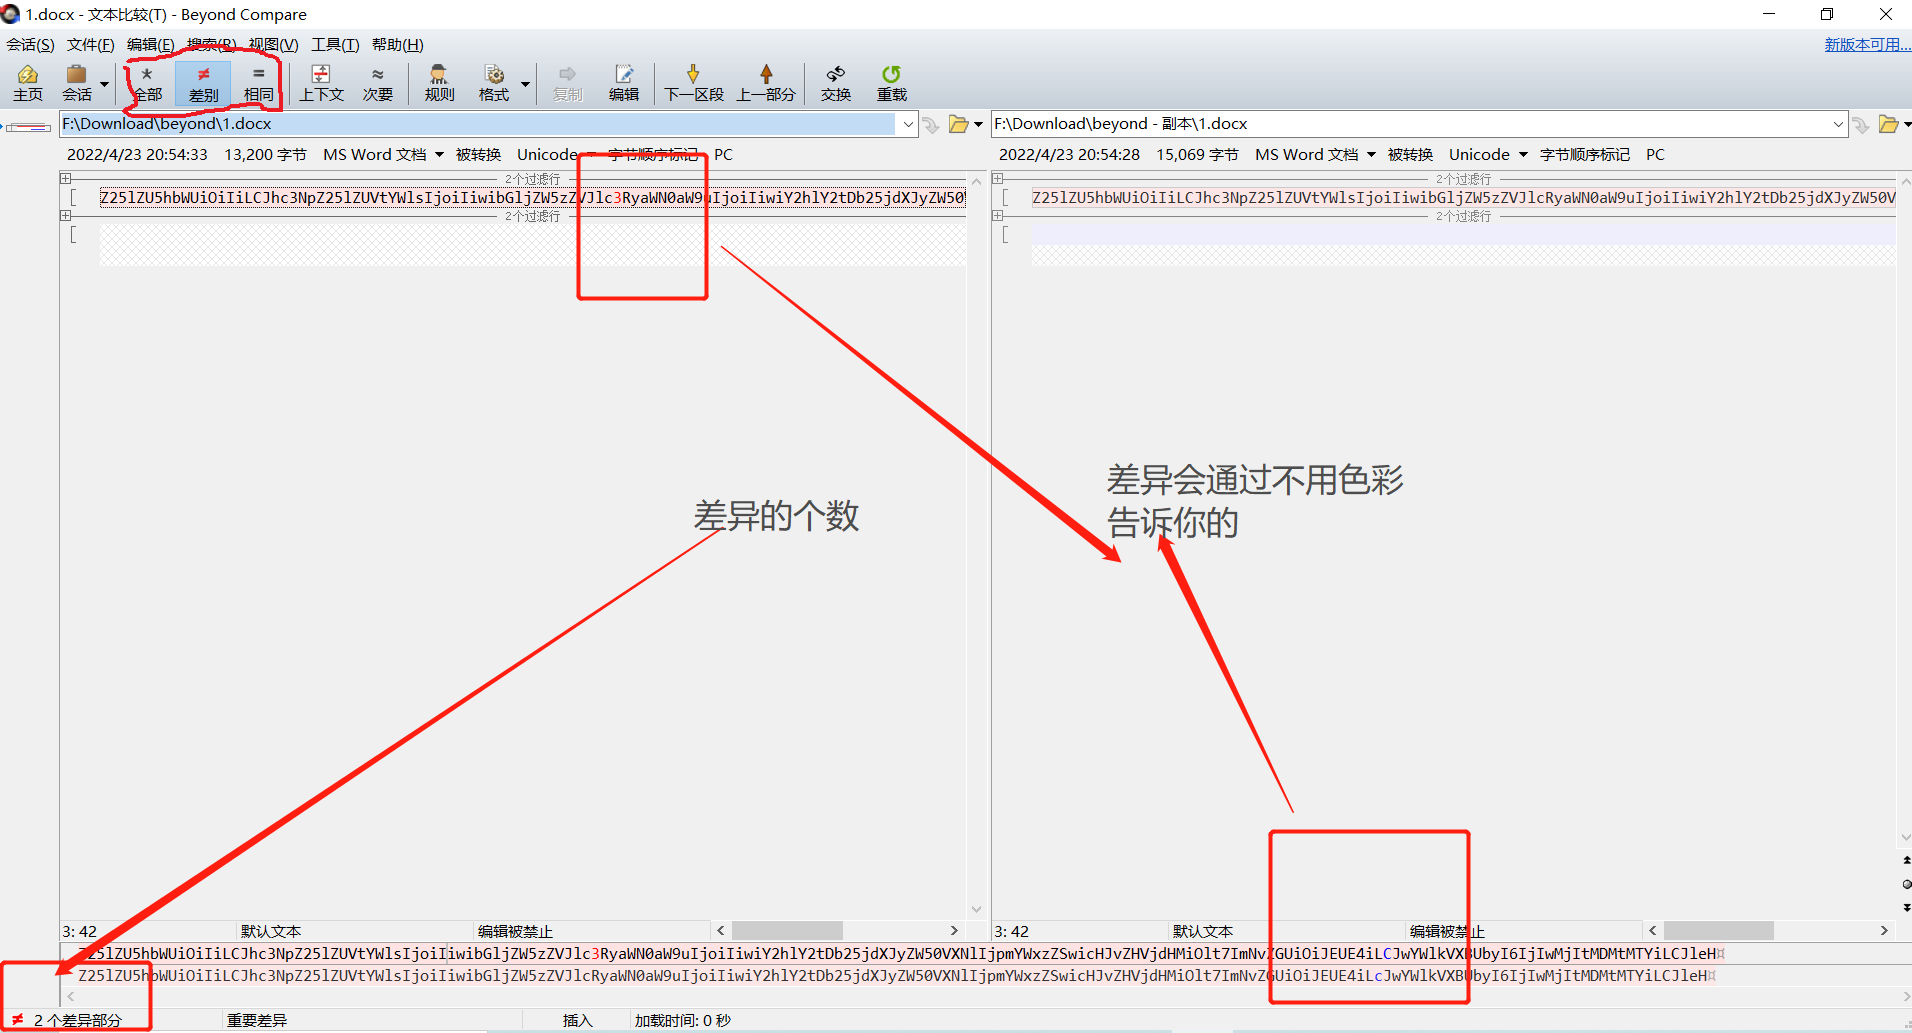 1.docx - 文本比较(T) - Beyond Compare
会话(S) 文件(F) 编辑(E) 搜索(R) 视图(V) 工具(T) 帮助(H) 新版本可用...
主页 会话 全部 差别 相同 上下文 次要 规则 格式 复制 编辑 下一区段 上一部分 交换 重载
F:\Download\beyond\1.docx F:\Download\beyond - 副本\1.docx
2022/4/23 20:54:33 13,200 字节 MS Word 文档 被转换 Unicode 字节顺序标记 PC 2022/4/23 20:54:28 15,069 字节 MS Word 文档 被转换 Unicode 字节顺序标记 PC
2个过滤行 2个过滤行
Z25lZU5hbWUiOiIiLCJhc3NpZ25lZUVtYWlsIjoiIiwibGljZW5zZVJlc3RyaWN0aW9uIjoiIiwiY2hlY2tDb25jdXJyZW50 Z25lZU5hbWUiOiIiLCJhc3NpZ25lZUVtYWlsIjoiIiwibGljZW5zZVJlcRyaWN0aW9uIjoiIiwiY2hlY2tDb25jdXJyZW50V
2个过滤行 2个过滤行
差异会通过不用色彩
告诉你的
差异的个数
3: 42 默认文本 编辑被禁止 3: 42 默认文本 编辑被禁止
Z25lZU5hbWUiOiIiLCJhc3NpZ25lZUVtYWlsIjoiIiwibGljZW5zZVJlc3RyaWN0aW9uIjoiIiwiY2hlY2tDb25jdXJyZW50VXNlIjpmYWxzZSwicHJvZHVjdHMiOlt7ImNvZGUiOiJEUE4iLCJwYWlkVXBUbyI6IjIwMjItMDMtMTYiLCJleH¤
Z25lZU5hbWUiOiIiLCJhc3NpZ25lZUVtYWlsIjoiIiwibGljZW5zZVJlcRyaWN0aW9uIjoiIiwiY2hlY2tDb25jdXJyZW50VXNlIjpmYWxzZSwicHJvZHVjdHMiOlt7ImNvZGUiOiJEUE4iLcJwYWlkVXBUbyI6IjIwMjItMDMtMTYiLCJleH¤
2 个差异部分 重要差异 插入 加载时间: 0 秒